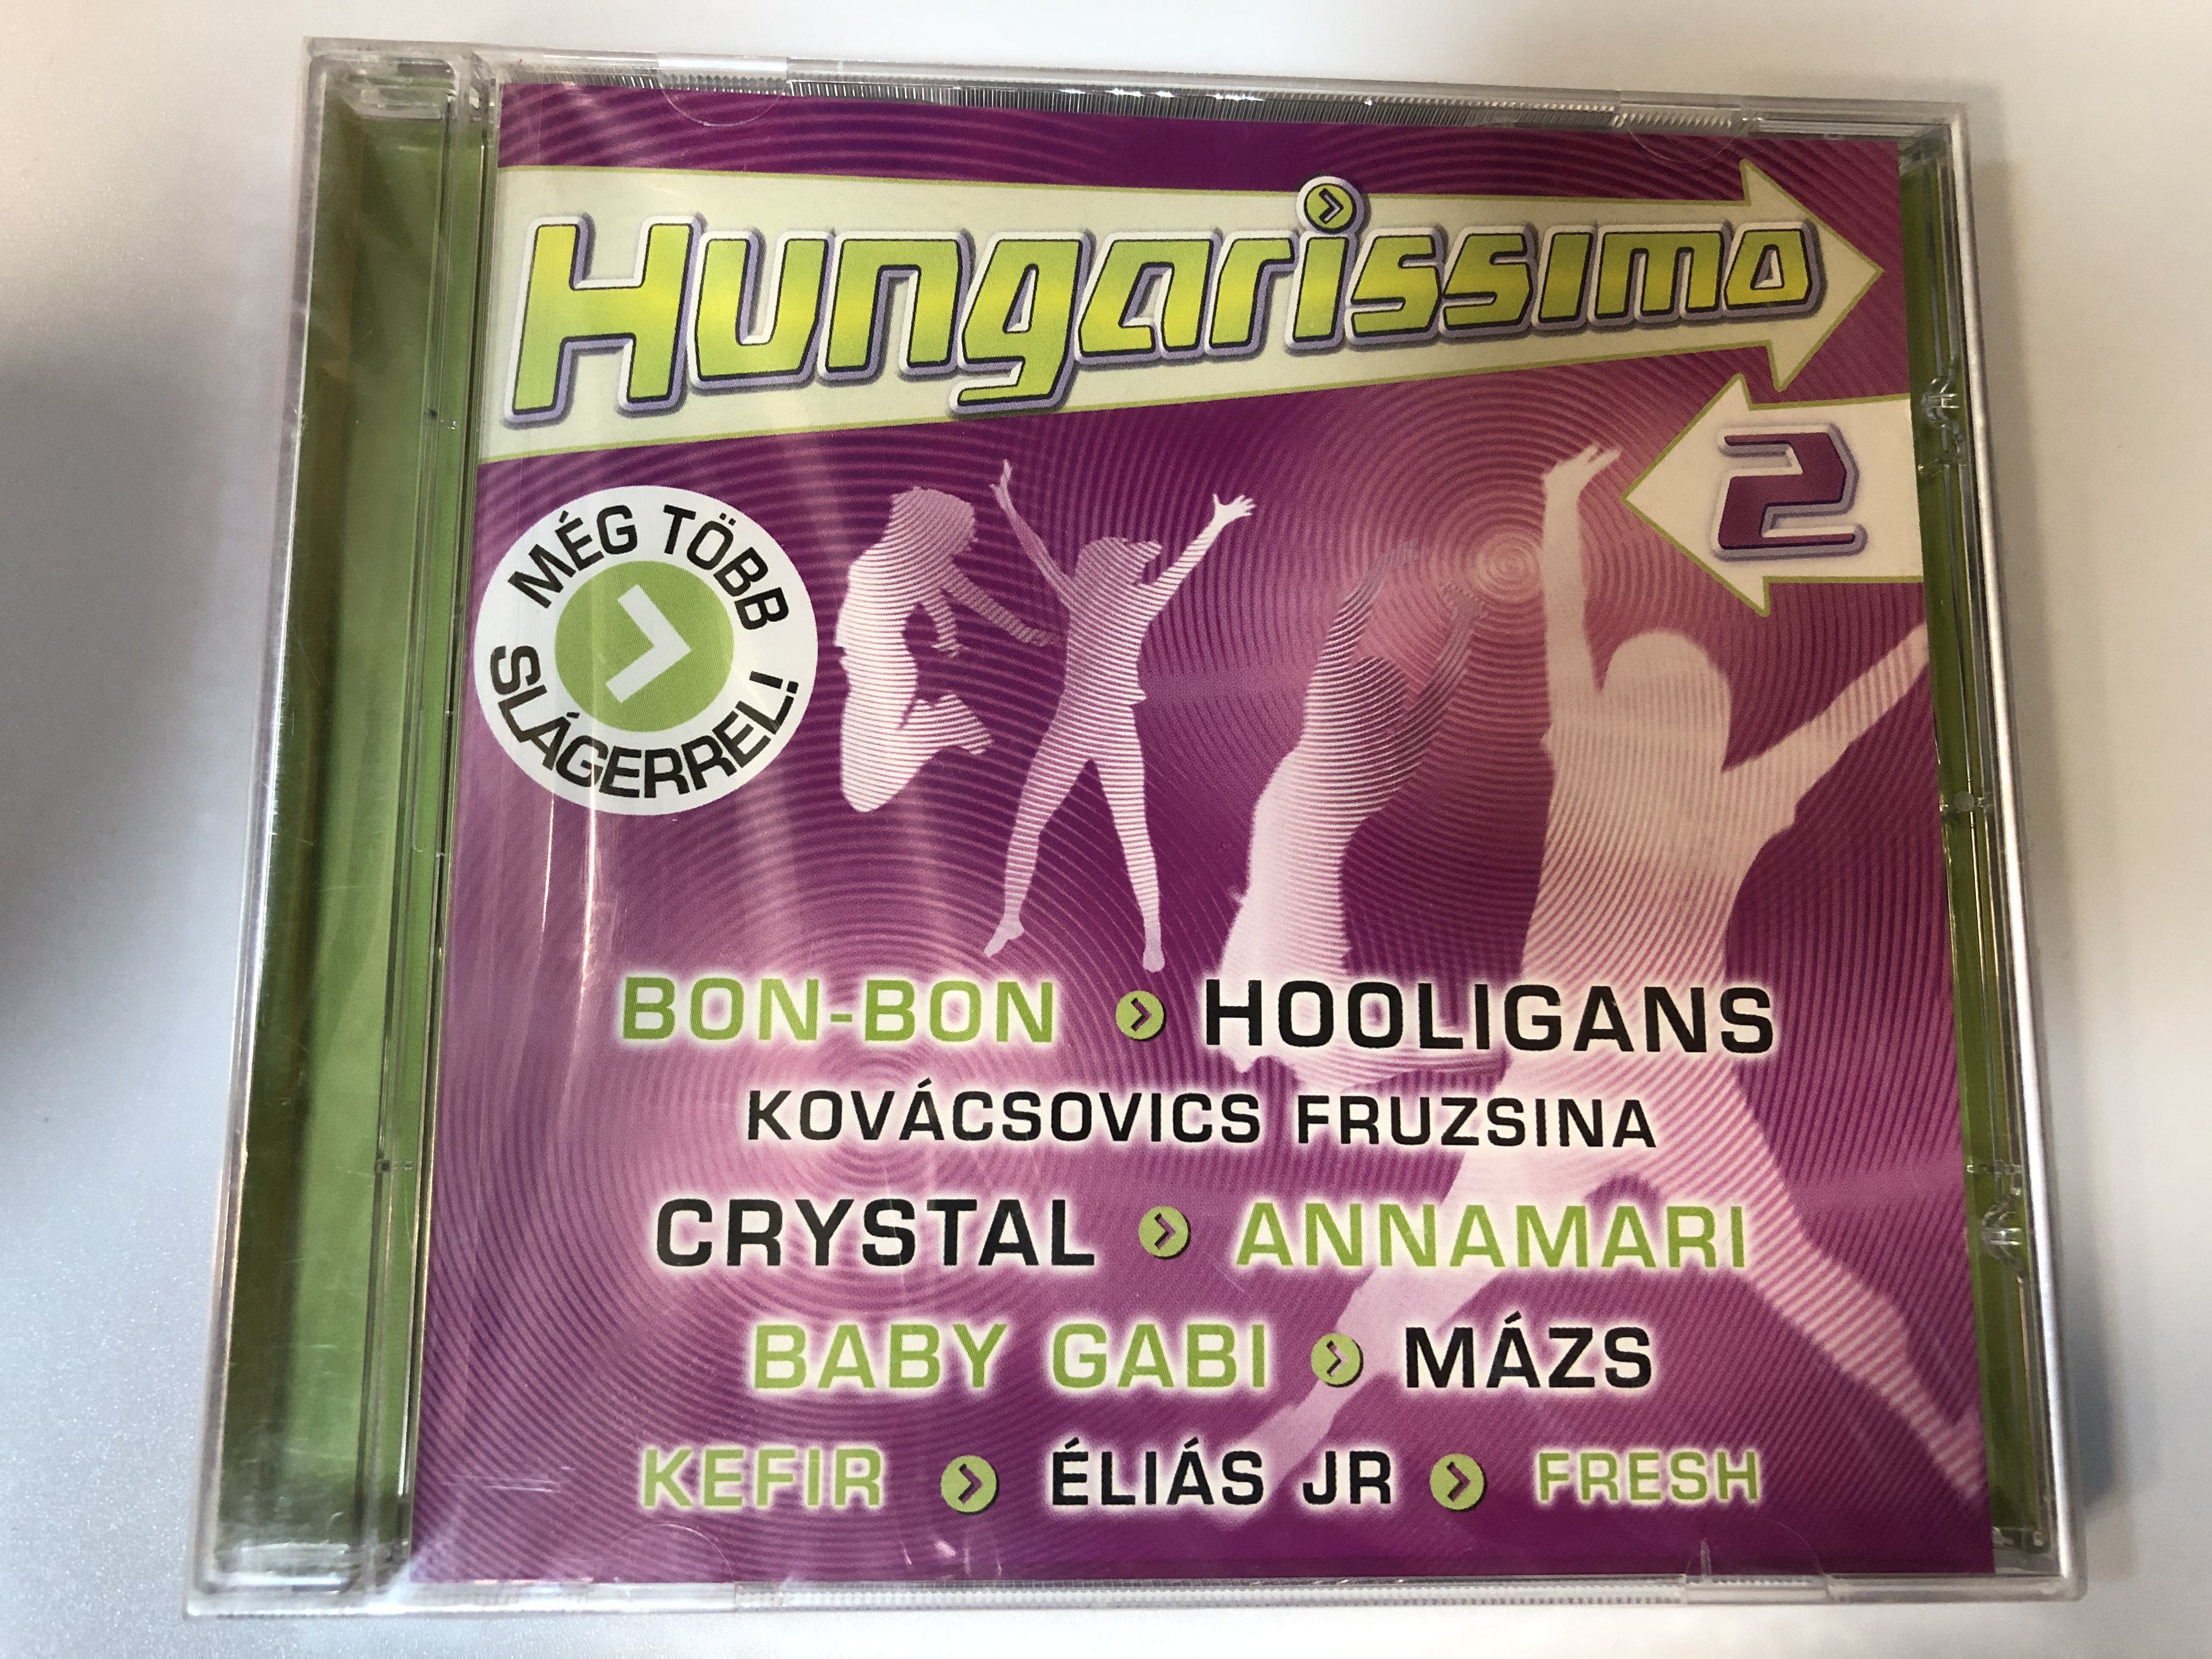 Hungarissimo
2
MÉG TÖBB
SLÁGERREL!
BON-BON HOOLIGANS
KOVÁCSOVICS FRUZSINA
CRYSTAL ANNAMARI
BABY GABI MÁZS
KEFIR ÉLIÁS JR FRESH